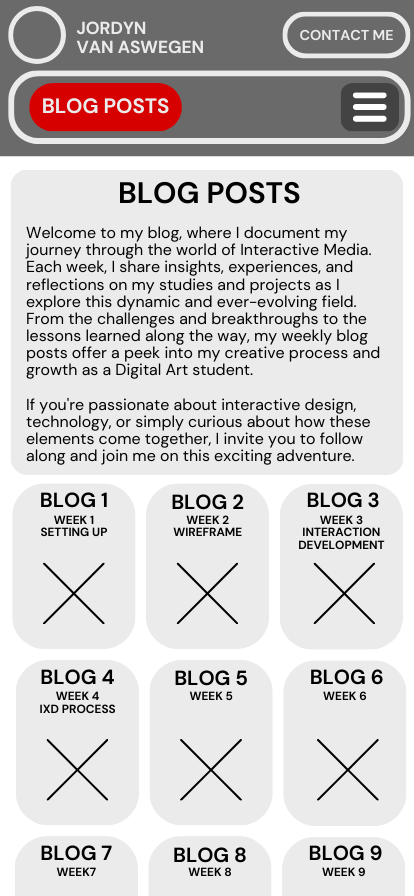 JORDYN
VAN ASWEGEN
CONTACT ME
BLOG POSTS
BLOG POSTS
Welcome to my blog, where I document my
journey through the world of Interactive Media.
Each week, I share insights, experiences, and
reflections on my studies and projects as I
explore this dynamic and ever-evolving field.
From the challenges and breakthroughs to the
lessons learned along the way, my weekly blog
posts offer a peek into my creative process and
growth as a Digital Art student.
If you're passionate about interactive design,
technology, or simply curious about how these
elements come together, I invite you to follow
along and join me on this exciting adventure.
BLOG 1
WEEK 1
SETTING UP
BLOG 2
WEEK 2
WIREFRAME
BLOG 3
WEEK 3
INTERACTION
DEVELOPMENT
BLOG 4
WEEK 4
IXD PROCESS
BLOG 5
WEEK 5
BLOG 6
WEEK 6
BLOG 7
WEEK7
BLOG 8
WEEK 8
BLOG 9
WEEK 9